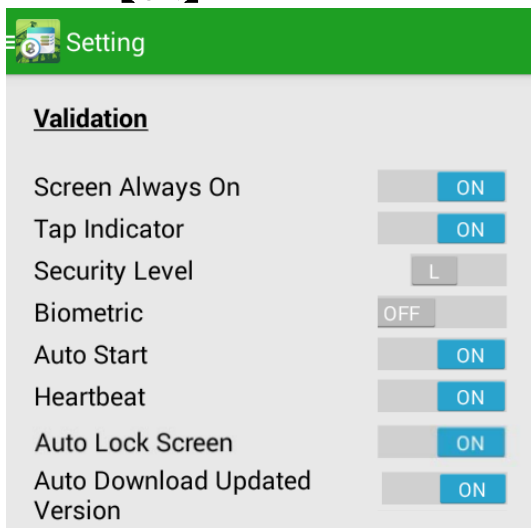 Setting
Validation
Screen Always On ON
Tap Indicator ON
Security Level L
Biometric OFF
Auto Start ON
Heartbeat ON
Auto Lock Screen ON
Auto Download Updated ON
Version